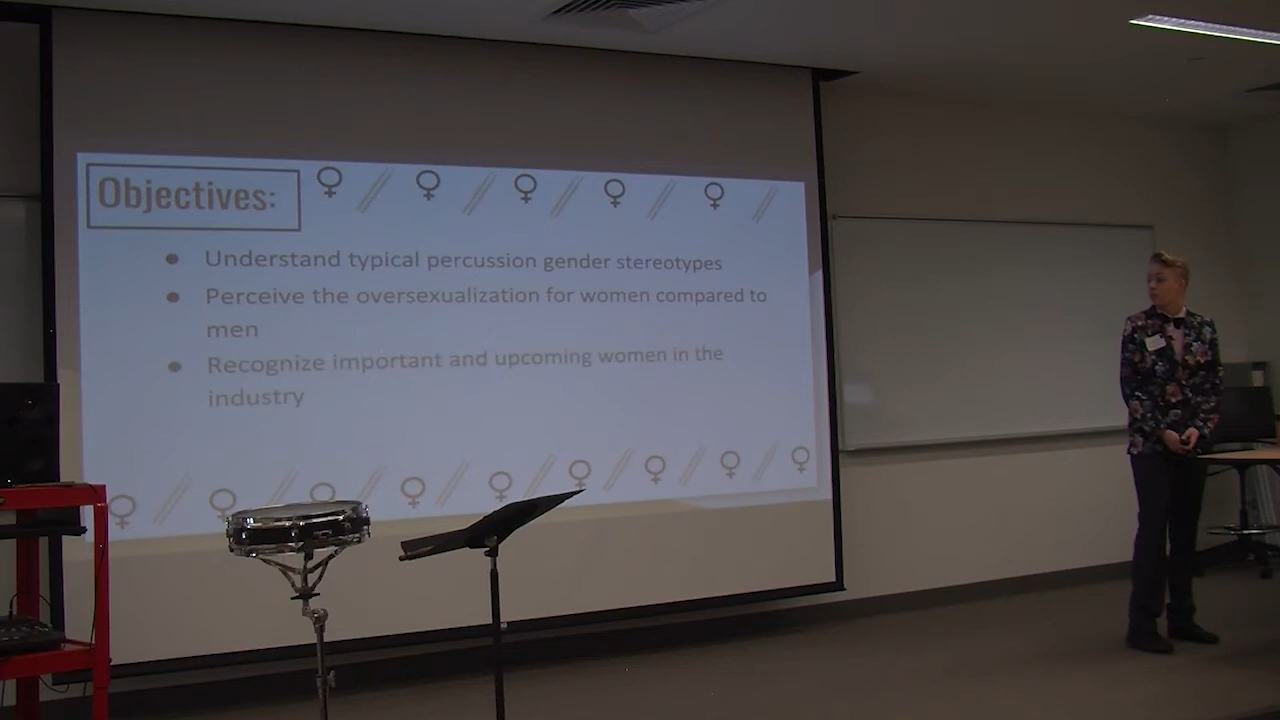 Objectives:
● Understand typical percussion gender stereotypes
● Perceive the oversexualization for women compared to
men
● Recognize important and upcoming women in the
industry